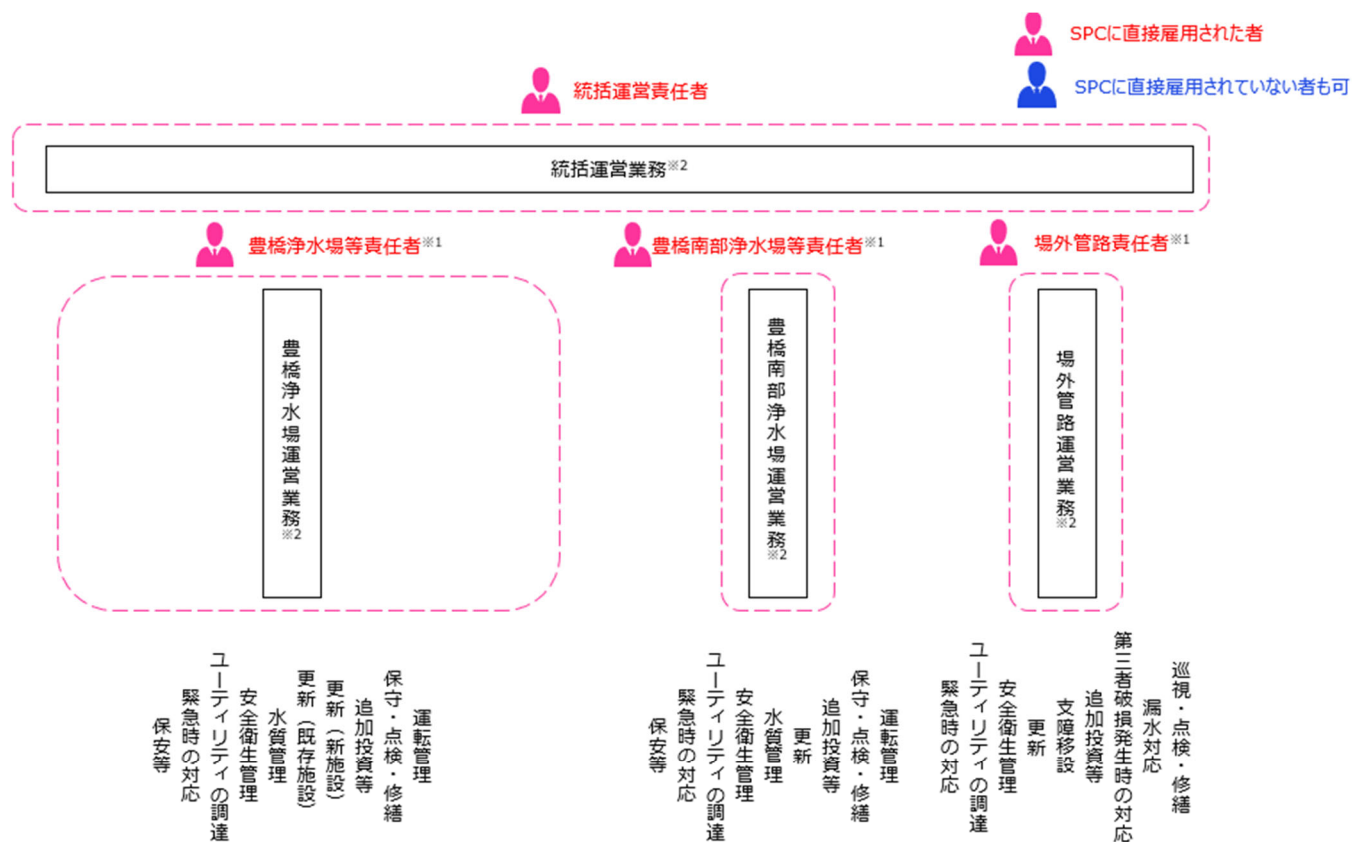 SPCに直接雇用された者
SPCに直接雇用されていない者も可
統括運営責任者
統括運営業務※2
豊橋浄水場等責任者※1
豊橋南部浄水場等責任者※1
場外管路責任者※1
豊橋浄水場運営業務※2
豊橋南部浄水場運営業務※2
場外管路運営業務※2
運転管理
保守・点検・修繕
追加投資等
更新（新施設）
更新（既存施設）
水質管理
安全衛生管理
ユーティリティの調達
緊急時の対応
保安等
運転管理
保守・点検・修繕
追加投資等
更新
水質管理
安全衛生管理
ユーティリティの調達
緊急時の対応
保安等
巡視・点検・修繕
漏水対応
第三者破損発生時の対応
追加投資等
支障移設
更新
安全衛生管理
ユーティリティの調達
緊急時の対応